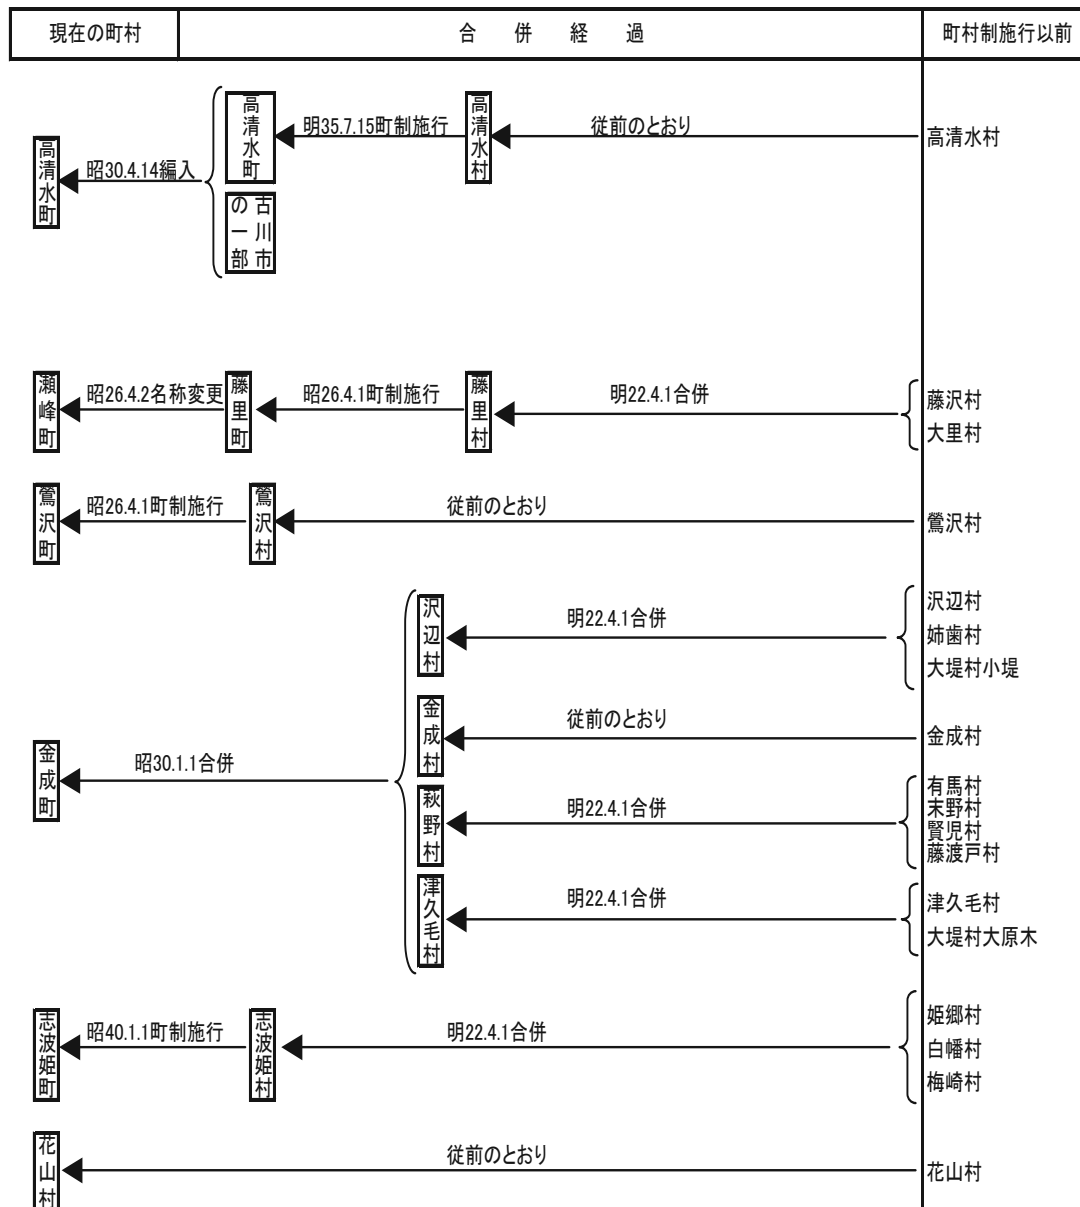 現在の町村
合併経過
町村制施行以前
高清水町
昭30.4.14編入
高清水町
明35.7.15町制施行
高清水村
従前のとおり
高清水村
古川市の一部
瀬峰町
昭26.4.2名称変更
藤里町
昭26.4.1町制施行
藤里村
明22.4.1合併
藤沢村
大里村
鶯沢町
昭26.4.1町制施行
鶯沢村
従前のとおり
鶯沢村
金成町
昭30.1.1合併
沢辺村
明22.4.1合併
沢辺村
姉歯村
大堤村小堤
金成村
従前のとおり
金成村
萩野村
明22.4.1合併
有馬村
末野村
賢児村
藤渡戸村
津久毛村
明22.4.1合併
津久毛村
大堤村大原木
志波姫町
昭40.1.1町制施行
志波姫村
明22.4.1合併
姫郷村
白幡村
梅崎村
花山村
従前のとおり
花山村